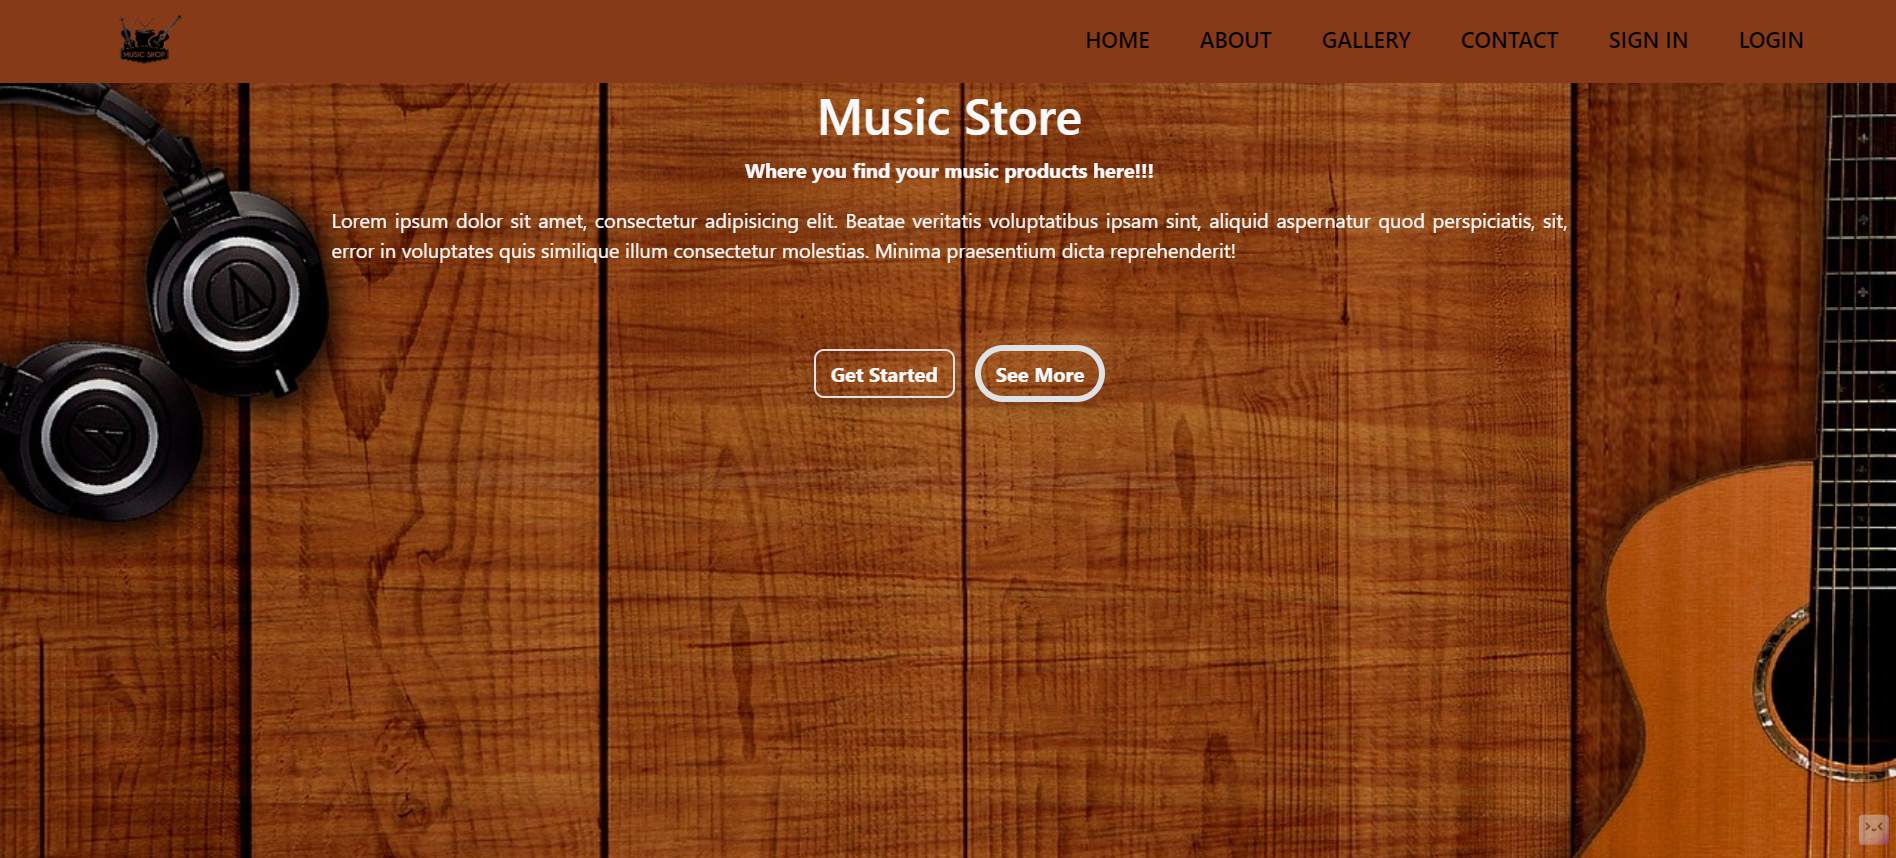 MUSIC SHOP
HOME ABOUT GALLERY CONTACT SIGN IN LOGIN
Music Store
Where you find your music products here!!!
Lorem ipsum dolor sit amet, consectetur adipisicing elit. Beatae veritatis voluptatibus ipsam sint, aliquid aspernatur quod perspiciatis, sit,
error in voluptates quis similique illum consectetur molestias. Minima praesentium dicta reprehenderit!
Get Started See More